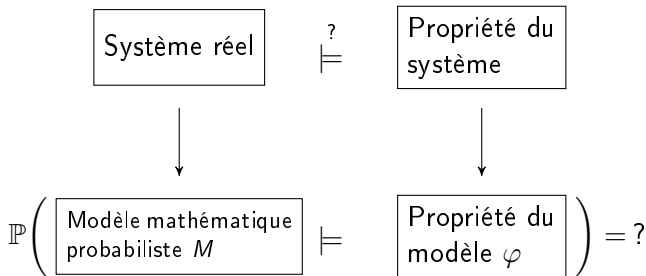 Système réel
?
⊨
Propriété du
système
ℙ( Modèle mathématique
probabiliste M
⊨
Propriété du
modèle φ
) = ?